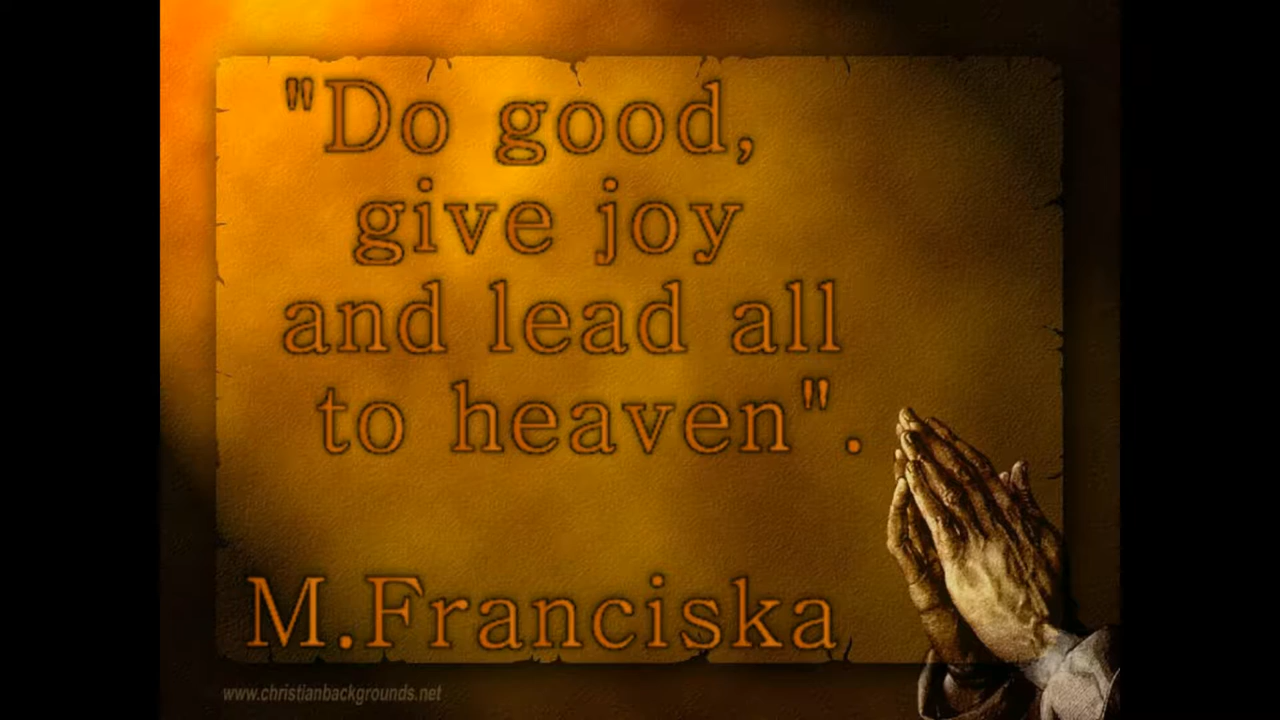 "Do good,
give joy
and lead all
to heaven".
M.Franciska
www.christianbackgrounds.net